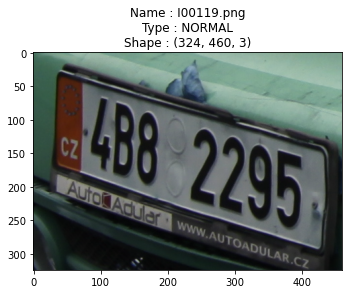 Name : I00119.png
Type : NORMAL
Shape : (324, 460, 3)
0
50
100
150
200
250
300
0
100
200
300
400
CZ
4B8 2295
AutoAdular
WWW.AUTOADULAR.CZ